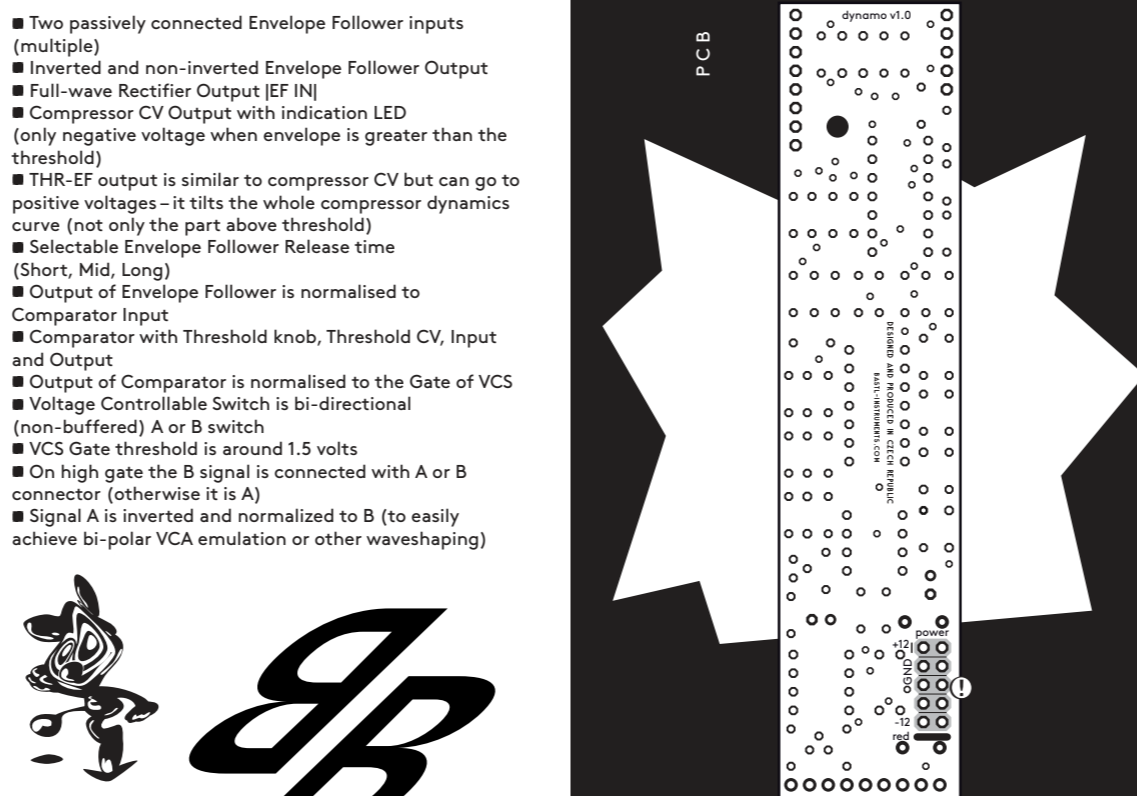 ■ Two passively connected Envelope Follower inputs
(multiple)
■ Inverted and non-inverted Envelope Follower Output
■ Full-wave Rectifier Output |EF IN|
■ Compressor CV Output with indication LED
(only negative voltage when envelope is greater than the
threshold)
■ THR-EF output is similar to compressor CV but can go to
positive voltages – it tilts the whole compressor dynamics
curve (not only the part above threshold)
■ Selectable Envelope Follower Release time
(Short, Mid, Long)
■ Output of Envelope Follower is normalised to
Comparator Input
■ Comparator with Threshold knob, Threshold CV, Input
and Output
■ Output of Comparator is normalised to the Gate of VCS
■ Voltage Controllable Switch is bi-directional
(non-buffered) A or B switch
■ VCS Gate threshold is around 1.5 volts
■ On high gate the B signal is connected with A or B
connector (otherwise it is A)
■ Signal A is inverted and normalized to B (to easily
achieve bi-polar VCA emulation or other waveshaping)
PCB
dynamo v1.0
DESIGNED AND PRODUCED IN CZECH REPUBLIC
BASTL-INSTRUMENTS.COM
power
+12
GND
!
-12
red